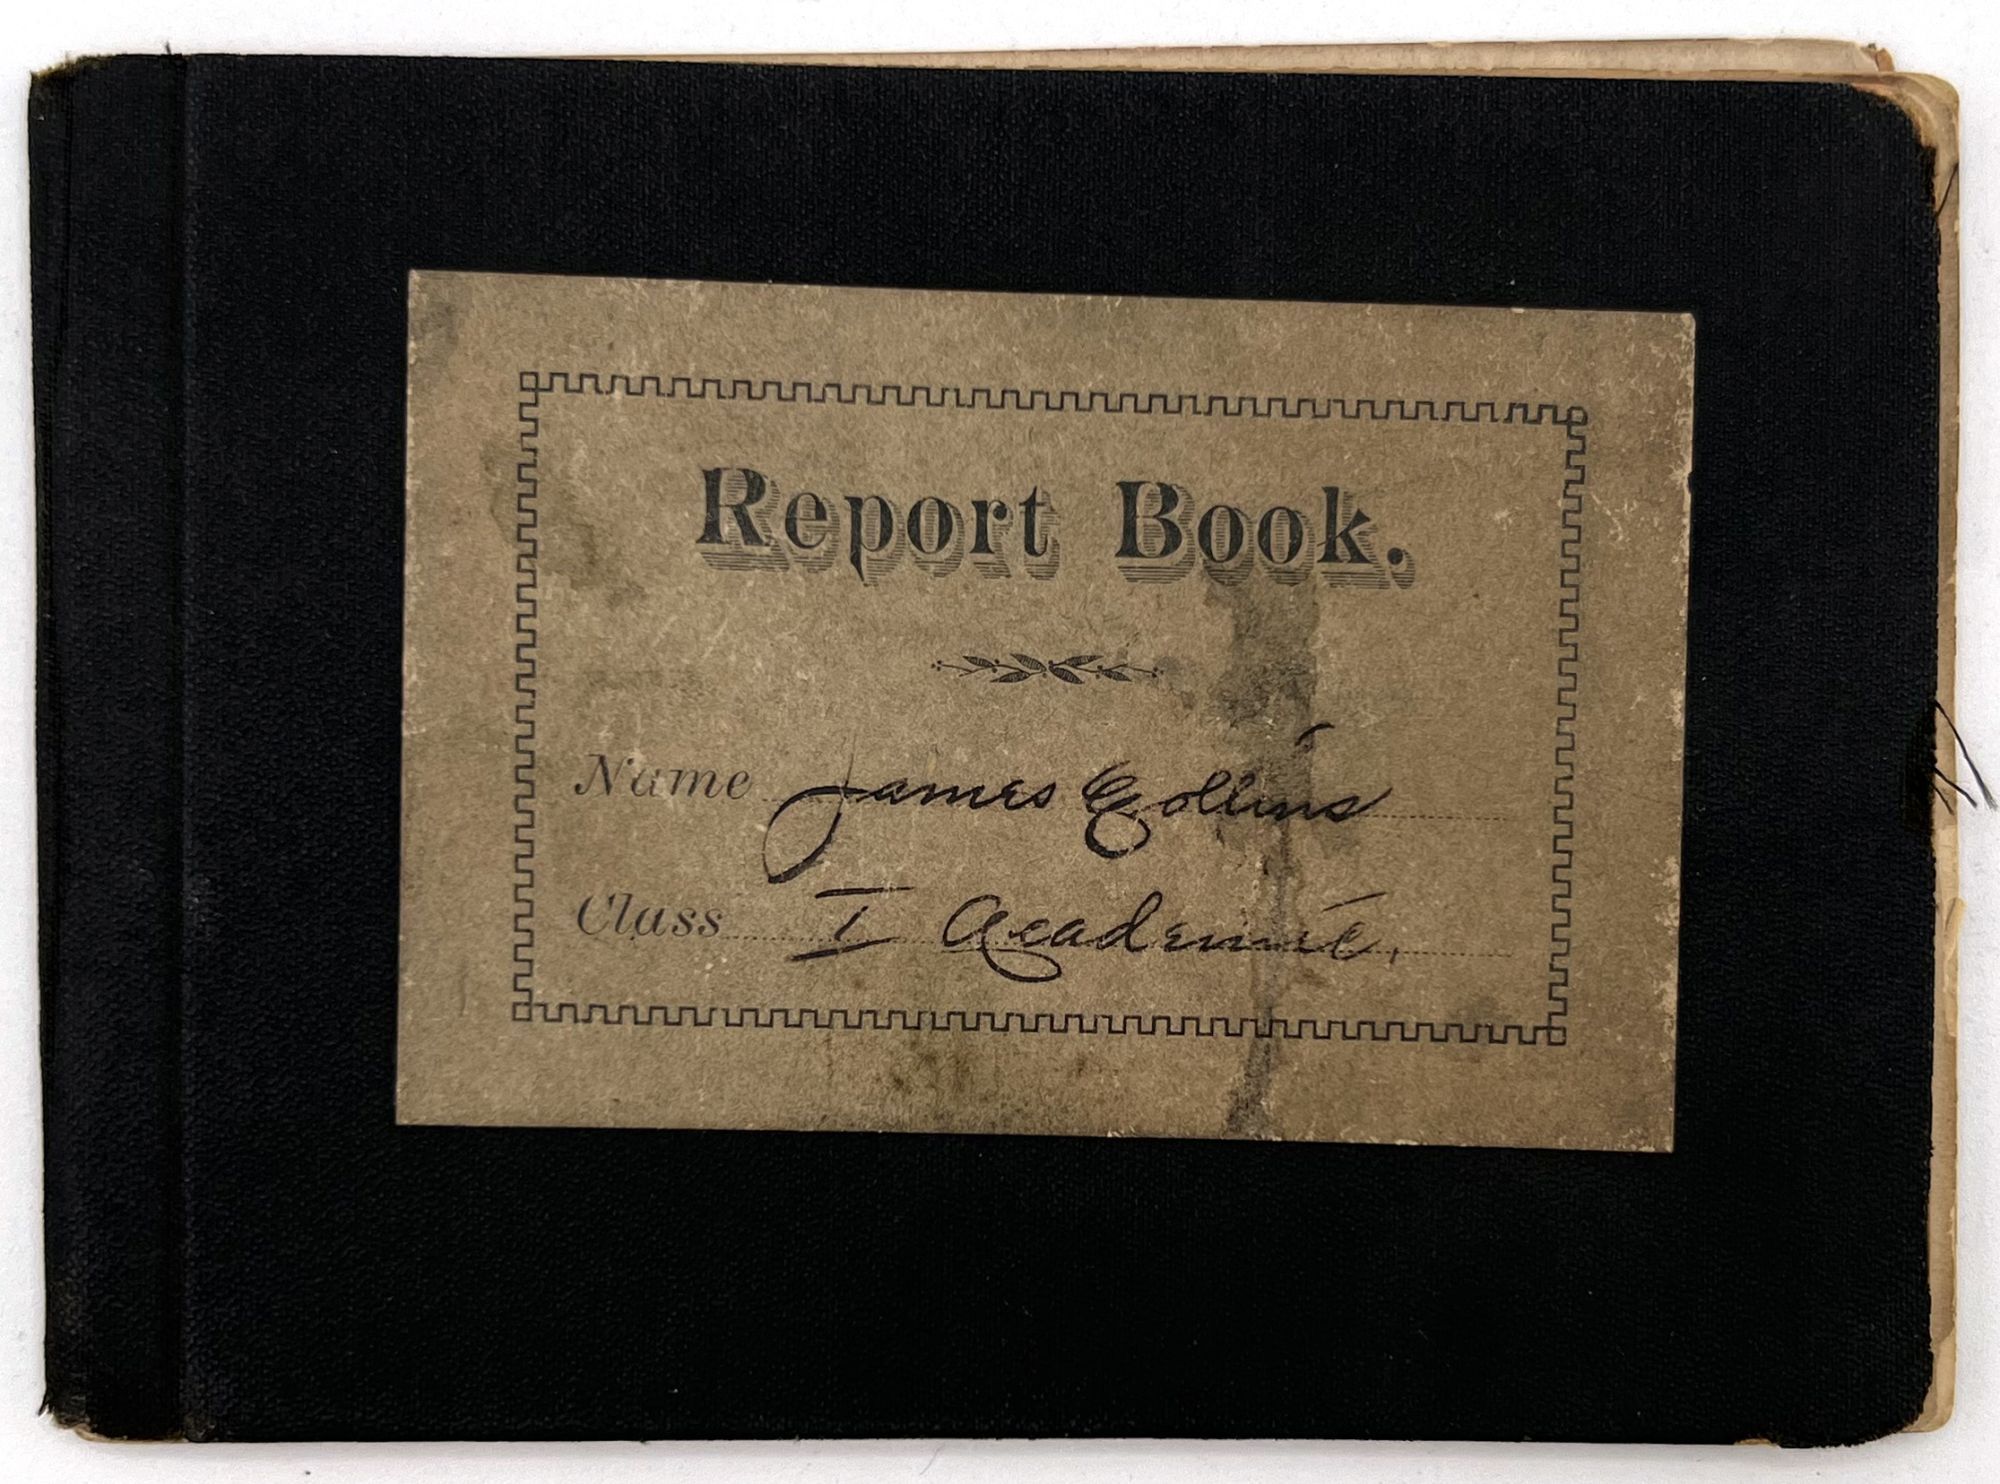 Report Book.
Name James Collins
Class I Academic.